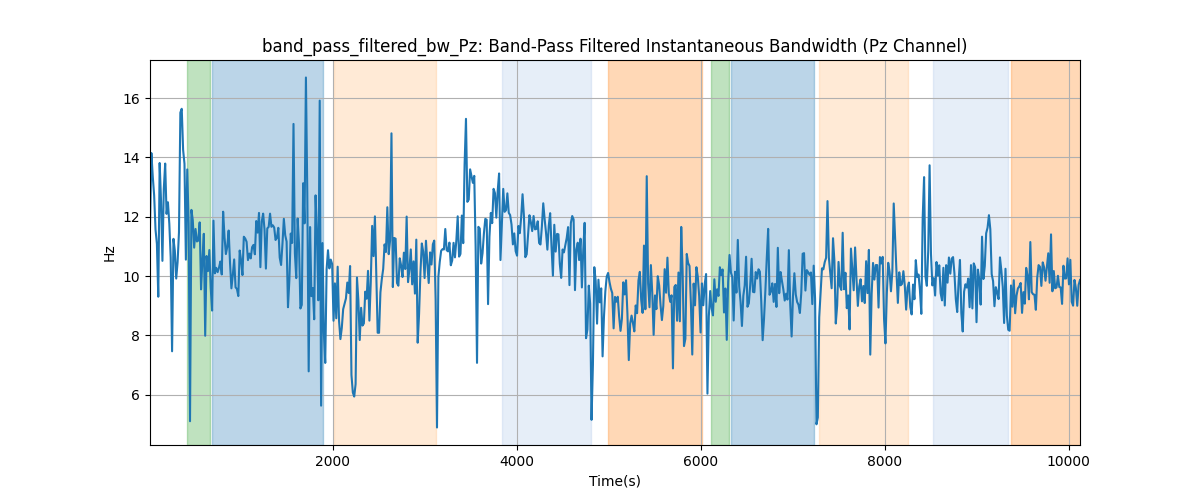 band_pass_filtered_bw_Pz: Band-Pass Filtered Instantaneous Bandwidth (Pz Channel)
16
14
12
10
8
6
Hz
2000 4000 6000 8000 10000
Time(s)